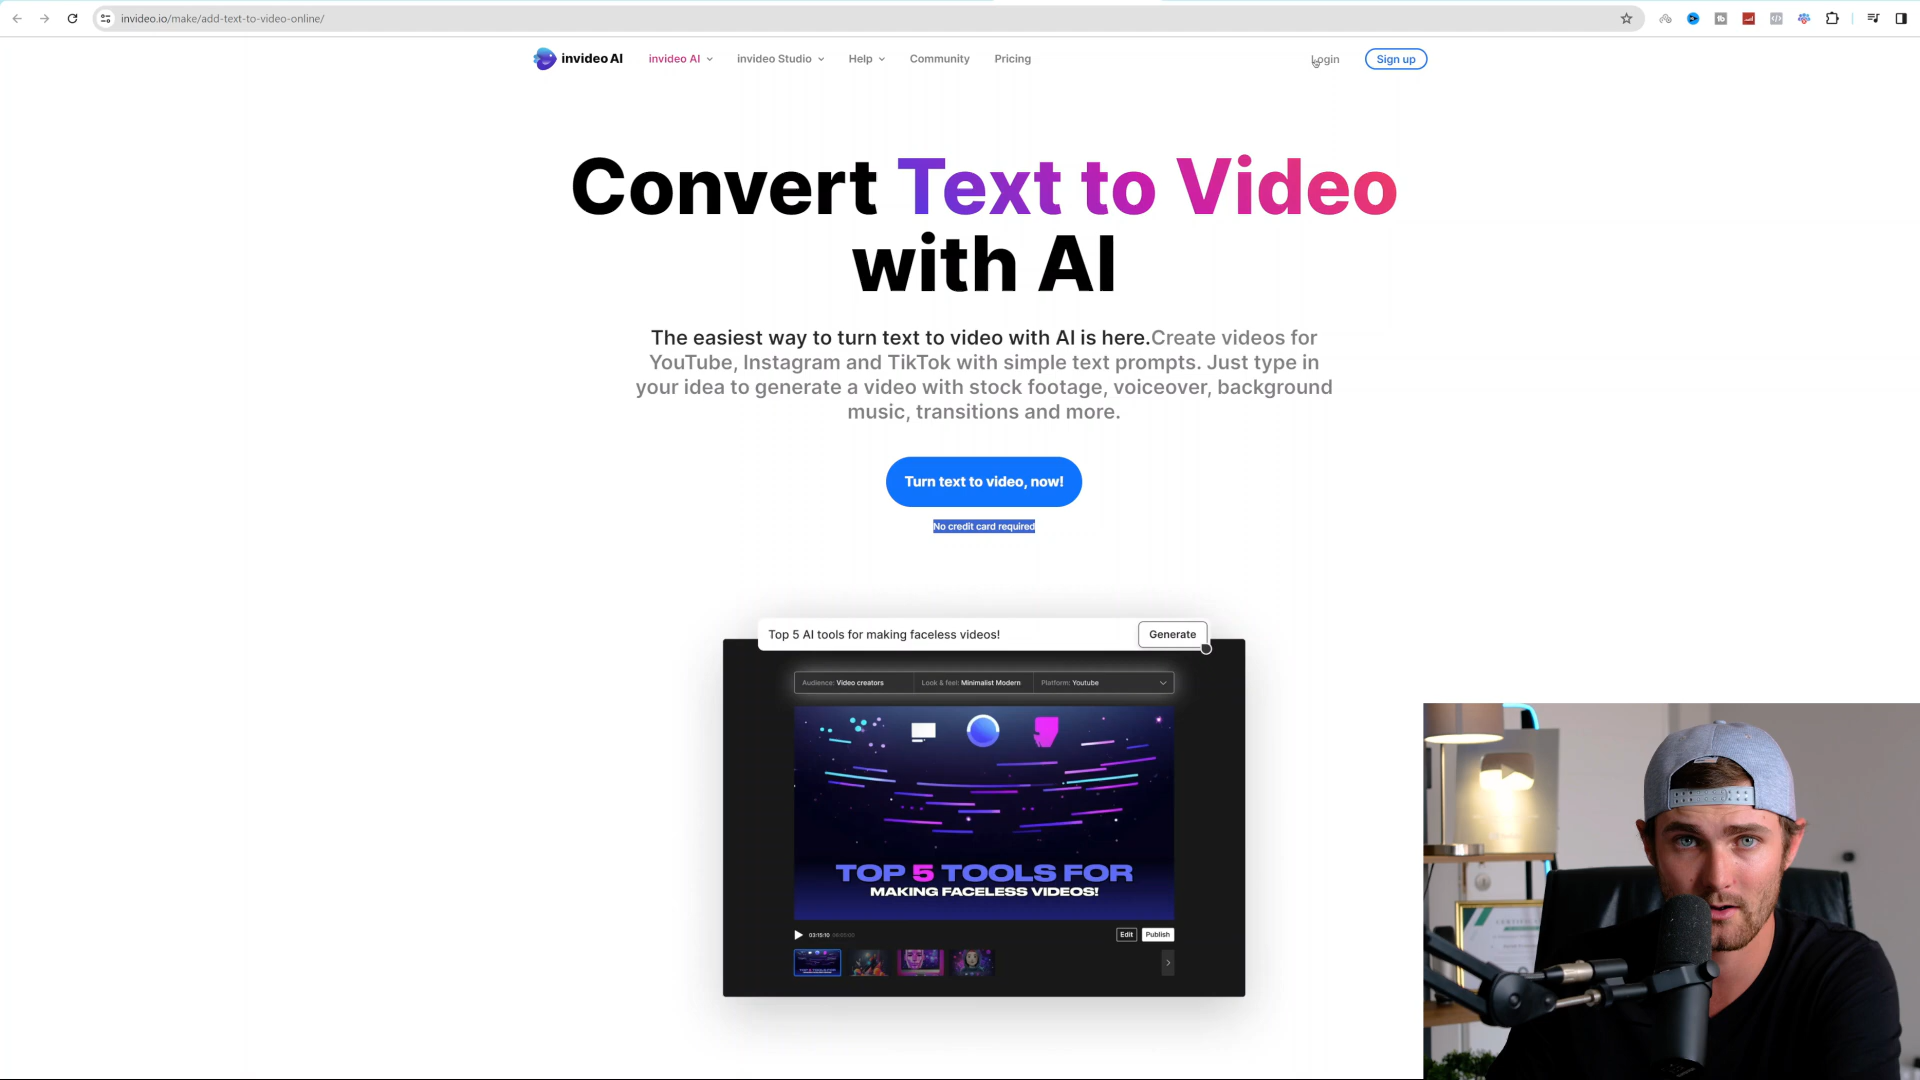 invideo.io/make/add-text-to-video-online/
invideo AI
invideo AI
invideo Studio
Help
Community
Pricing
Login
Sign up
Convert Text to Video
with AI
The easiest way to turn text to video with AI is here.Create videos for
YouTube, Instagram and TikTok with simple text prompts. Just type in
your idea to generate a video with stock footage, voiceover, background
music, transitions and more.
Turn text to video, now!
No credit card required
Top 5 AI tools for making faceless videos!
Generate
Audience: Video creators
Look & feel: Minimalist Modern
Platform: Youtube
TOP 5 TOOLS FOR
MAKING FACELESS VIDEOS!
03:15:10
Edit
Publish